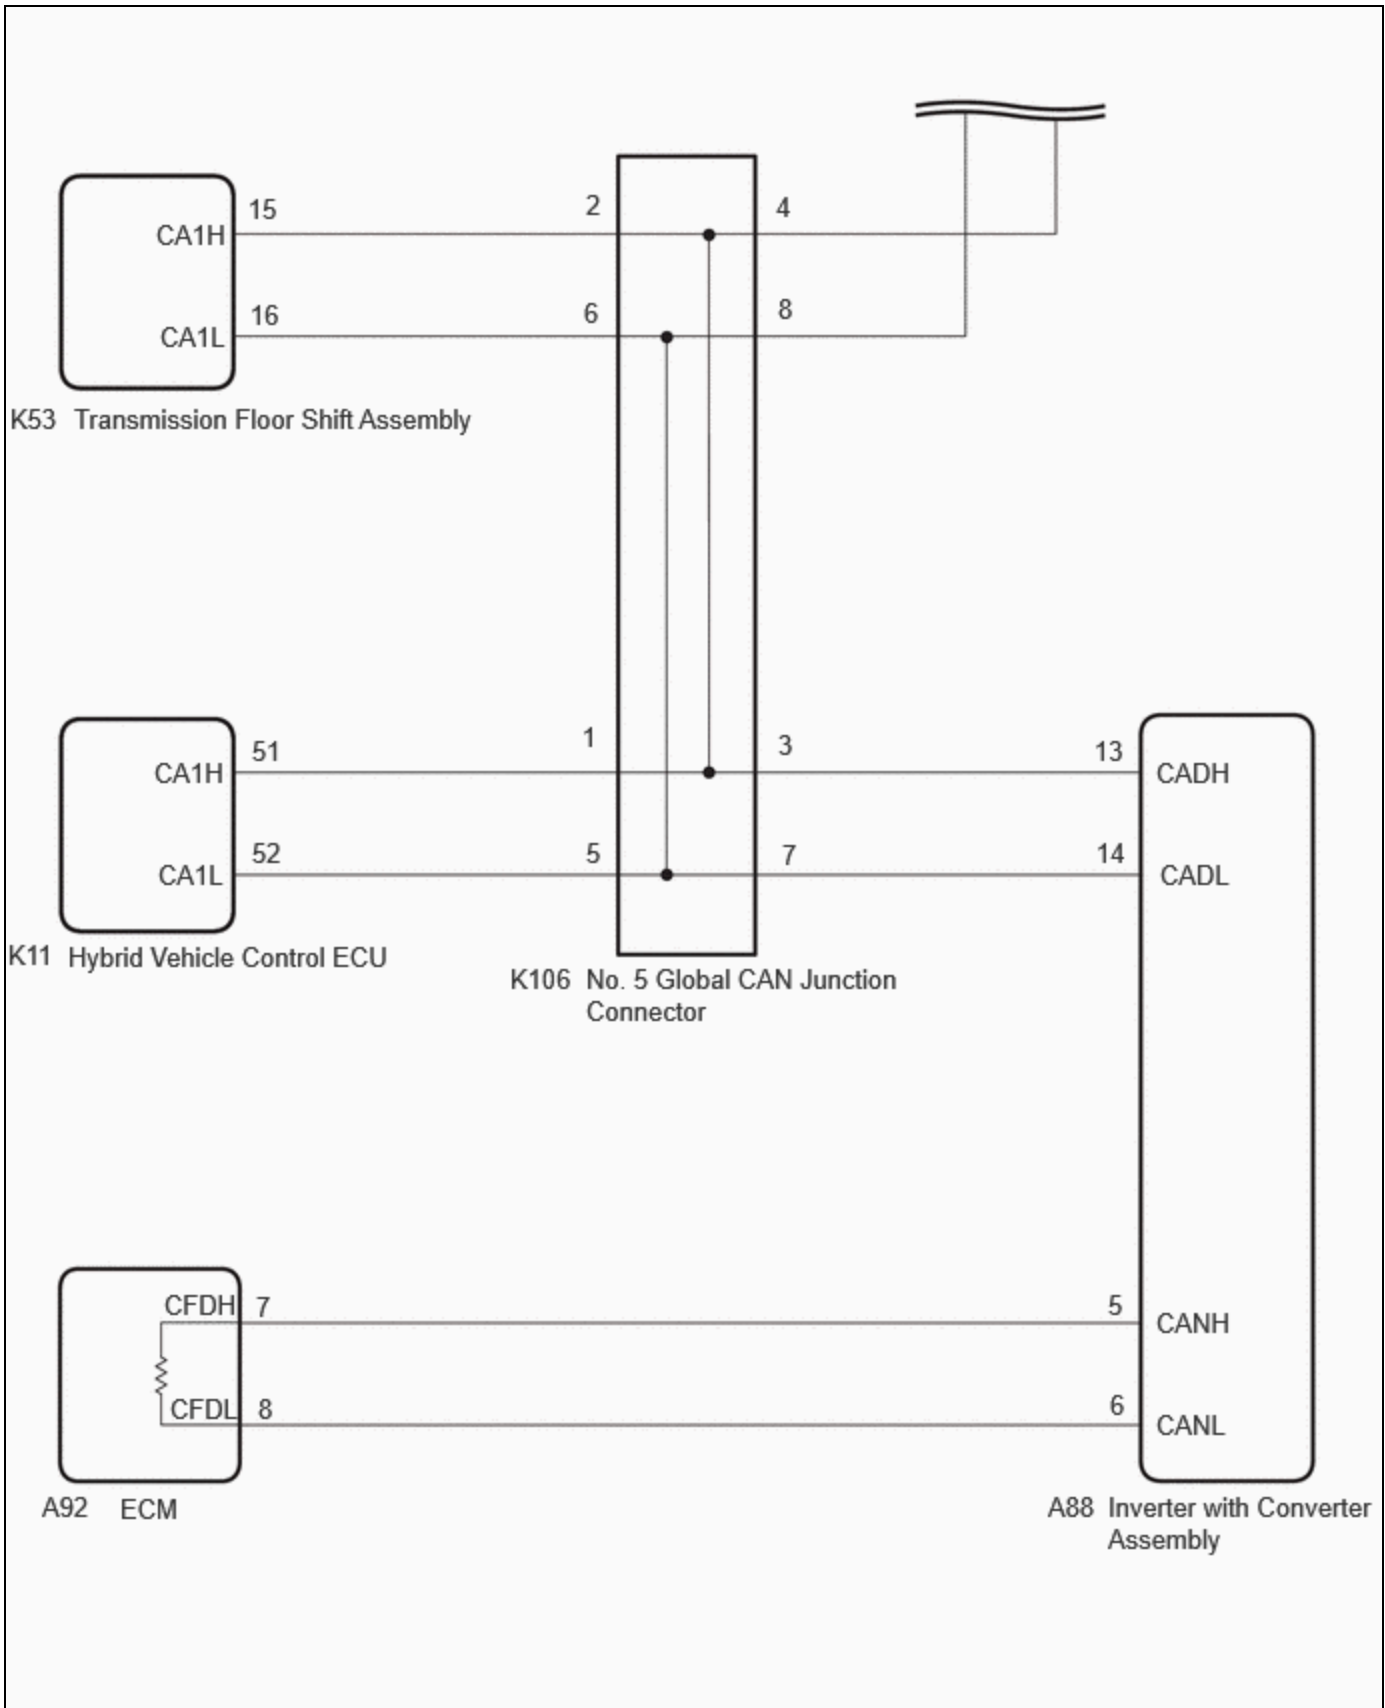 15 2 4
CA1H
16 6 8
CA1L
K53 Transmission Floor Shift Assembly
51 1 3 13
CA1H CADH
52 5 7 14
CA1L CADL
K11 Hybrid Vehicle Control ECU
K106 No. 5 Global CAN Junction
Connector
CFDH 7 5
CANH
CFDL 8 6
CANL
A92 ECM
A88 Inverter with Converter
Assembly